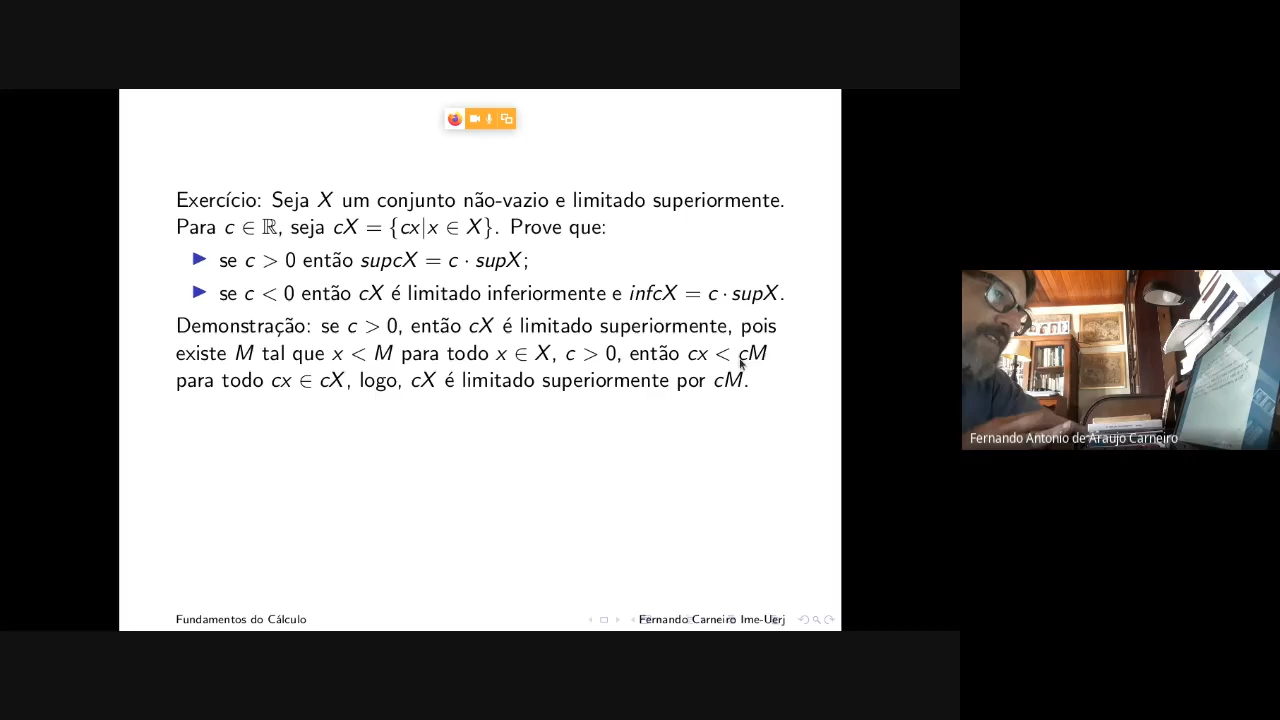 Exercício: Seja X um conjunto não-vazio e limitado superiormente.
Para c ∈ ℝ, seja cX = {cx|x ∈ X}. Prove que:
▶ se c > 0 então supcX = c · supX;
▶ se c < 0 então cX é limitado inferiormente e infcX = c · supX.
Demonstração: se c > 0, então cX é limitado superiormente, pois
existe M tal que x < M para todo x ∈ X, c > 0, então cx < cM
para todo cx ∈ cX, logo, cX é limitado superiormente por cM.
Fernando Antonio de Araujo Carneiro
Fundamentos do Cálculo
Fernando Carneiro Ime-Uerj